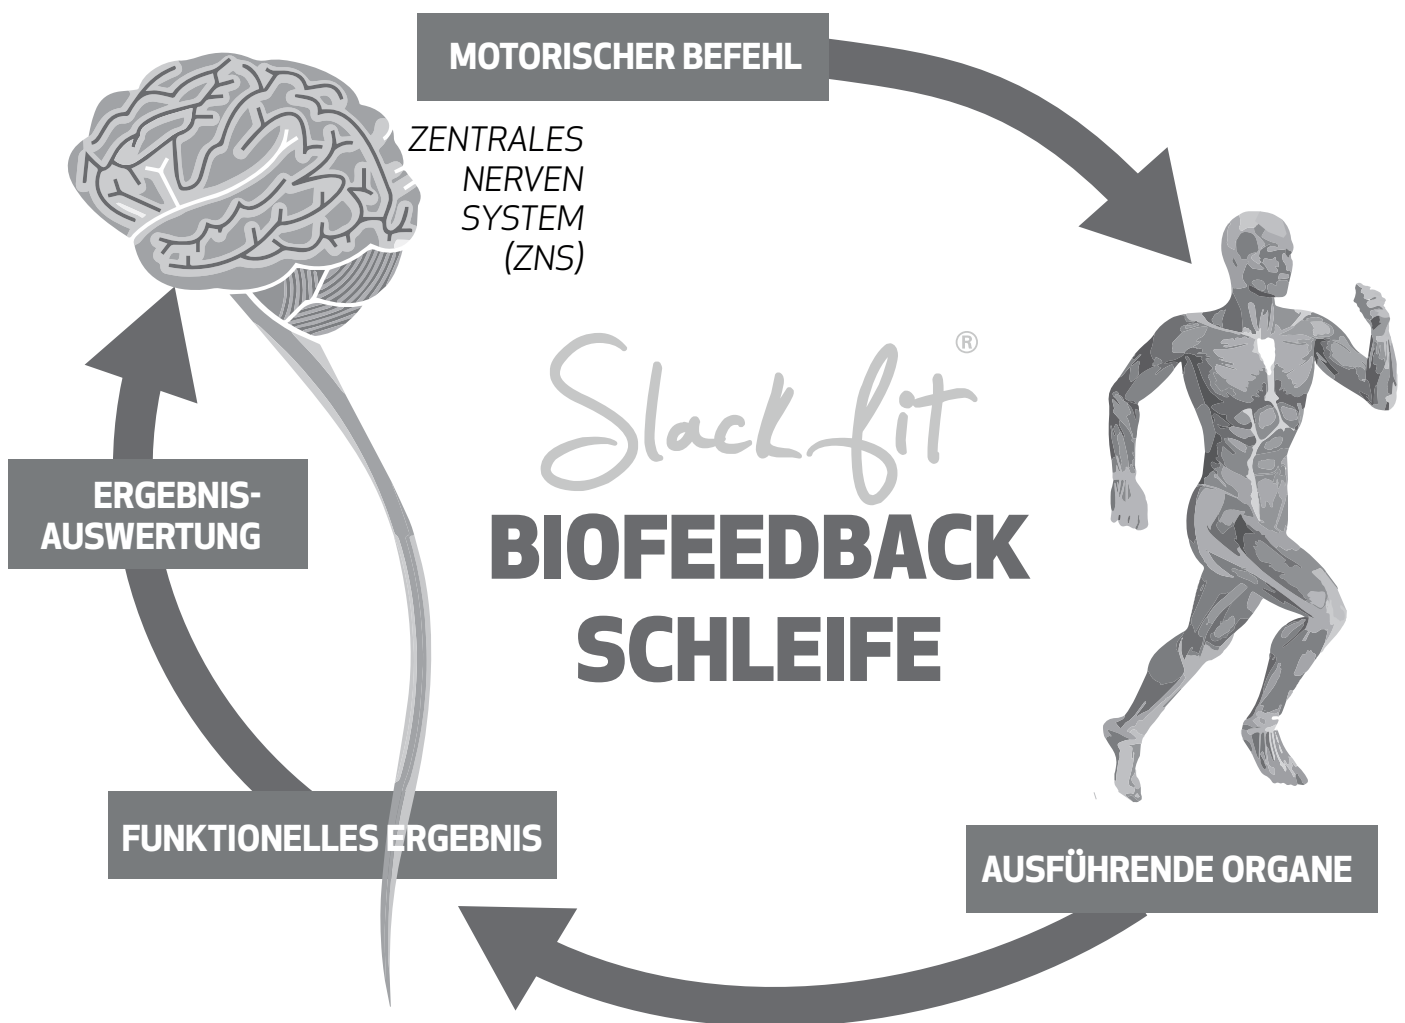 MOTORISCHER BEFEHL
ZENTRALES
NERVEN
SYSTEM
(ZNS)
Slackfit®
BIOFEEDBACK
SCHLEIFE
ERGEBNIS-
AUSWERTUNG
FUNKTIONELLES ERGEBNIS
AUSFÜHRENDE ORGANE